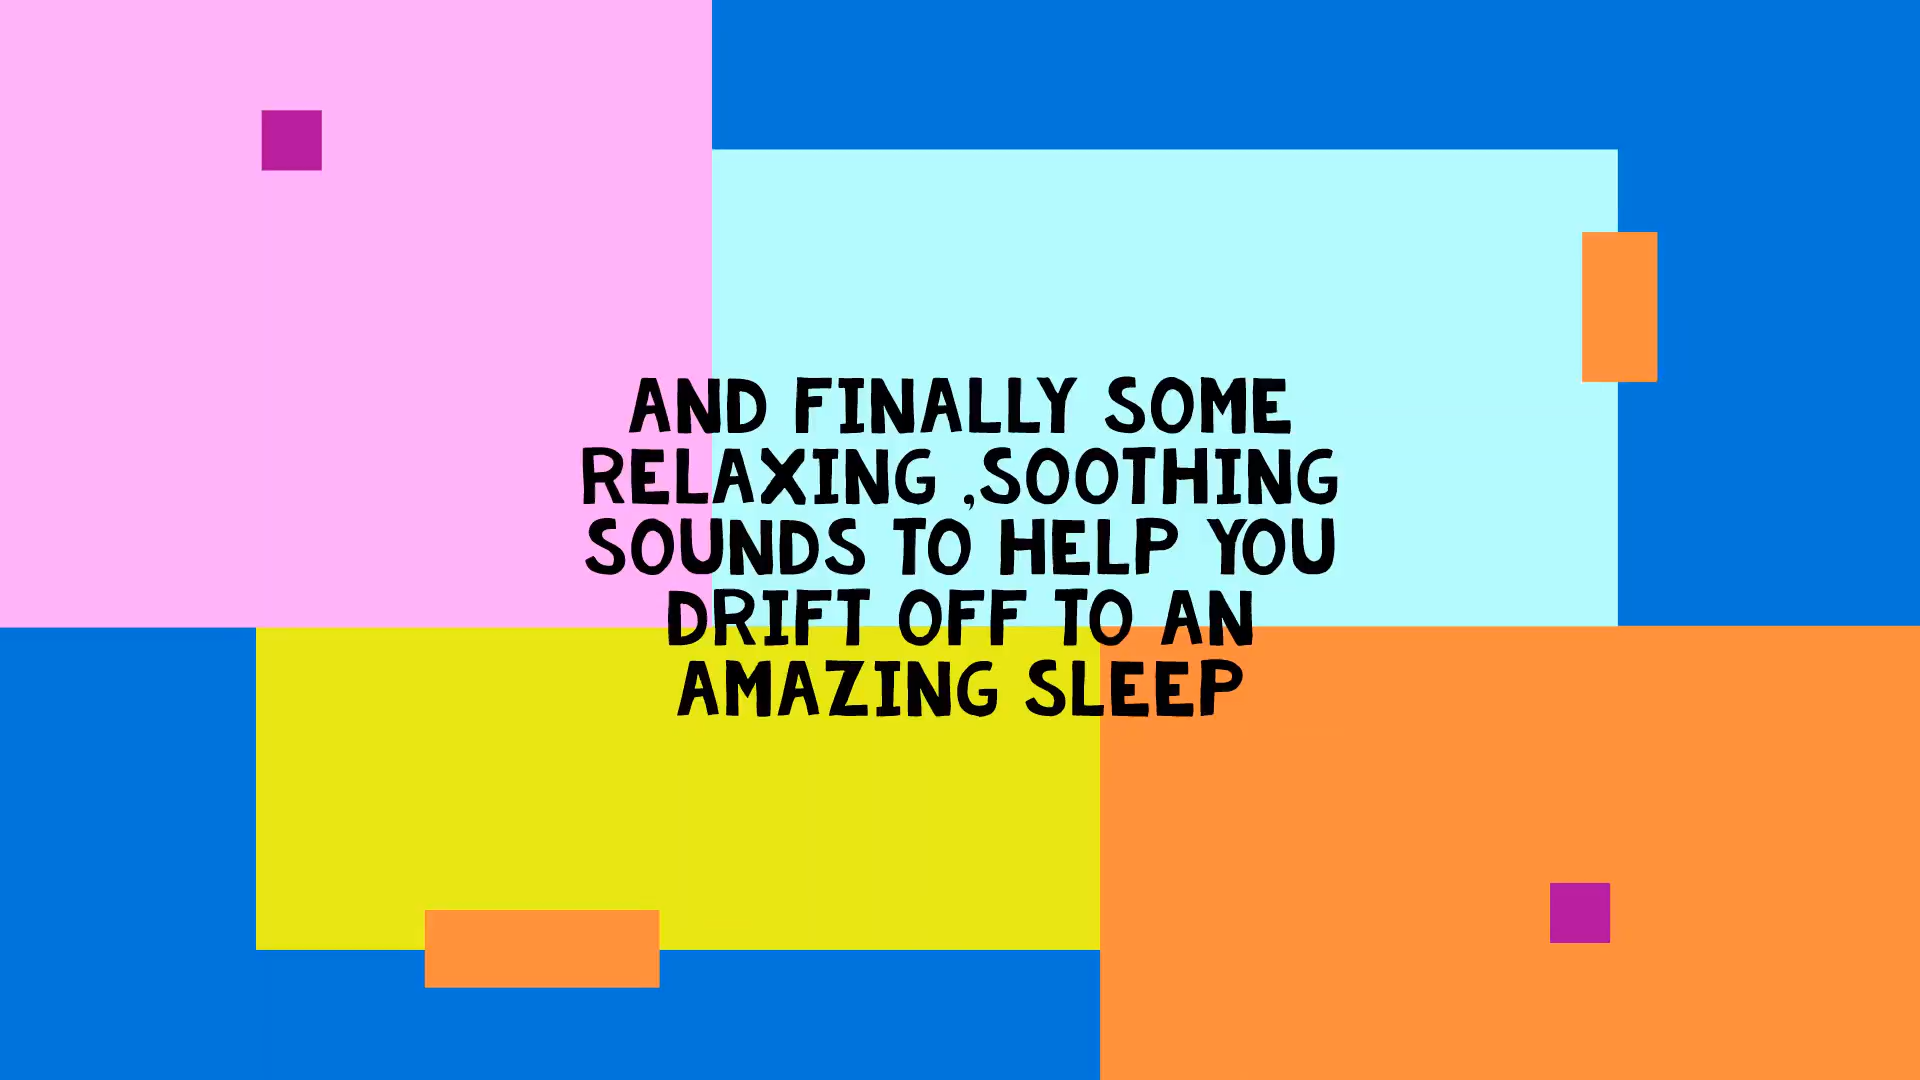 AND FINALLY SOME
RELAXING ,SOOTHING
SOUNDS TO HELP YOU
DRIFT OFF TO AN
AMAZING SLEEP